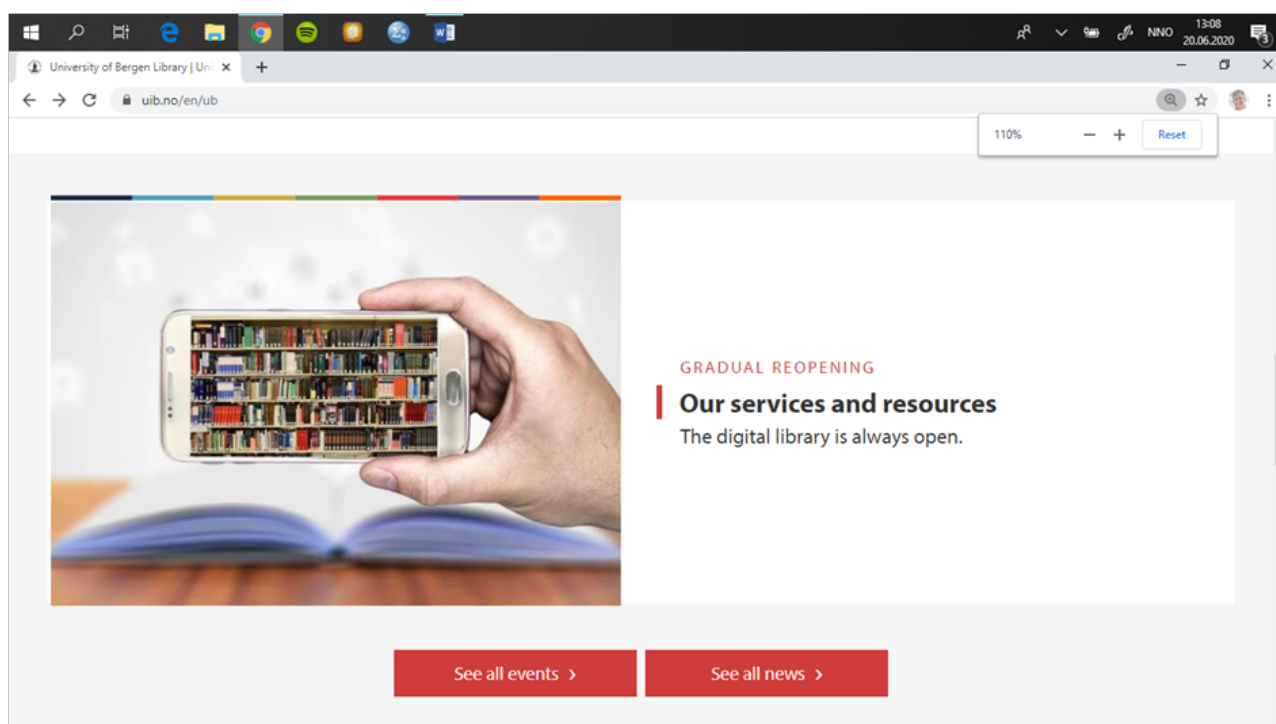 13:08
NNO
20.06.2020
3
University of Bergen Library | Uni
uib.no/en/ub
110%
Reset
GRADUAL REOPENING
Our services and resources
The digital library is always open.
See all events >
See all news >